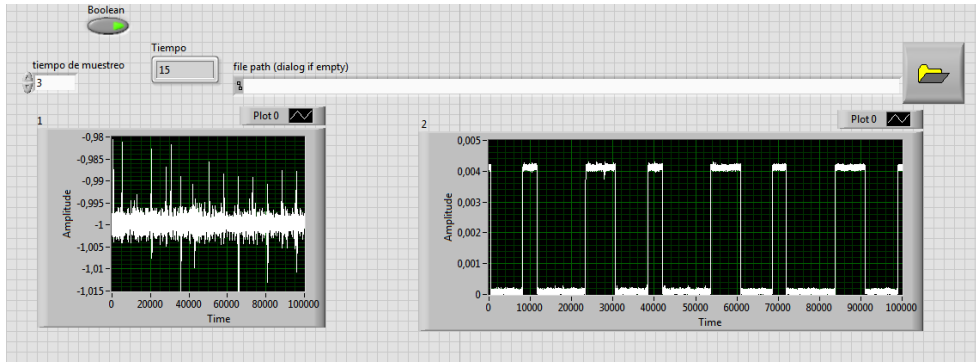 Boolean
Tiempo
tiempo de muestreo
15
file path (dialog if empty)
3
1
Plot 0
-0,98
-0,985
-0,99
-0,995
-1
-1,005
-1,01
-1,015
Amplitude
0 20000 40000 60000 80000 100000
Time
2
Plot 0
0,005
0,004
0,003
0,002
0,001
0
Amplitude
0 10000 20000 30000 40000 50000 60000 70000 80000 90000 100000
Time